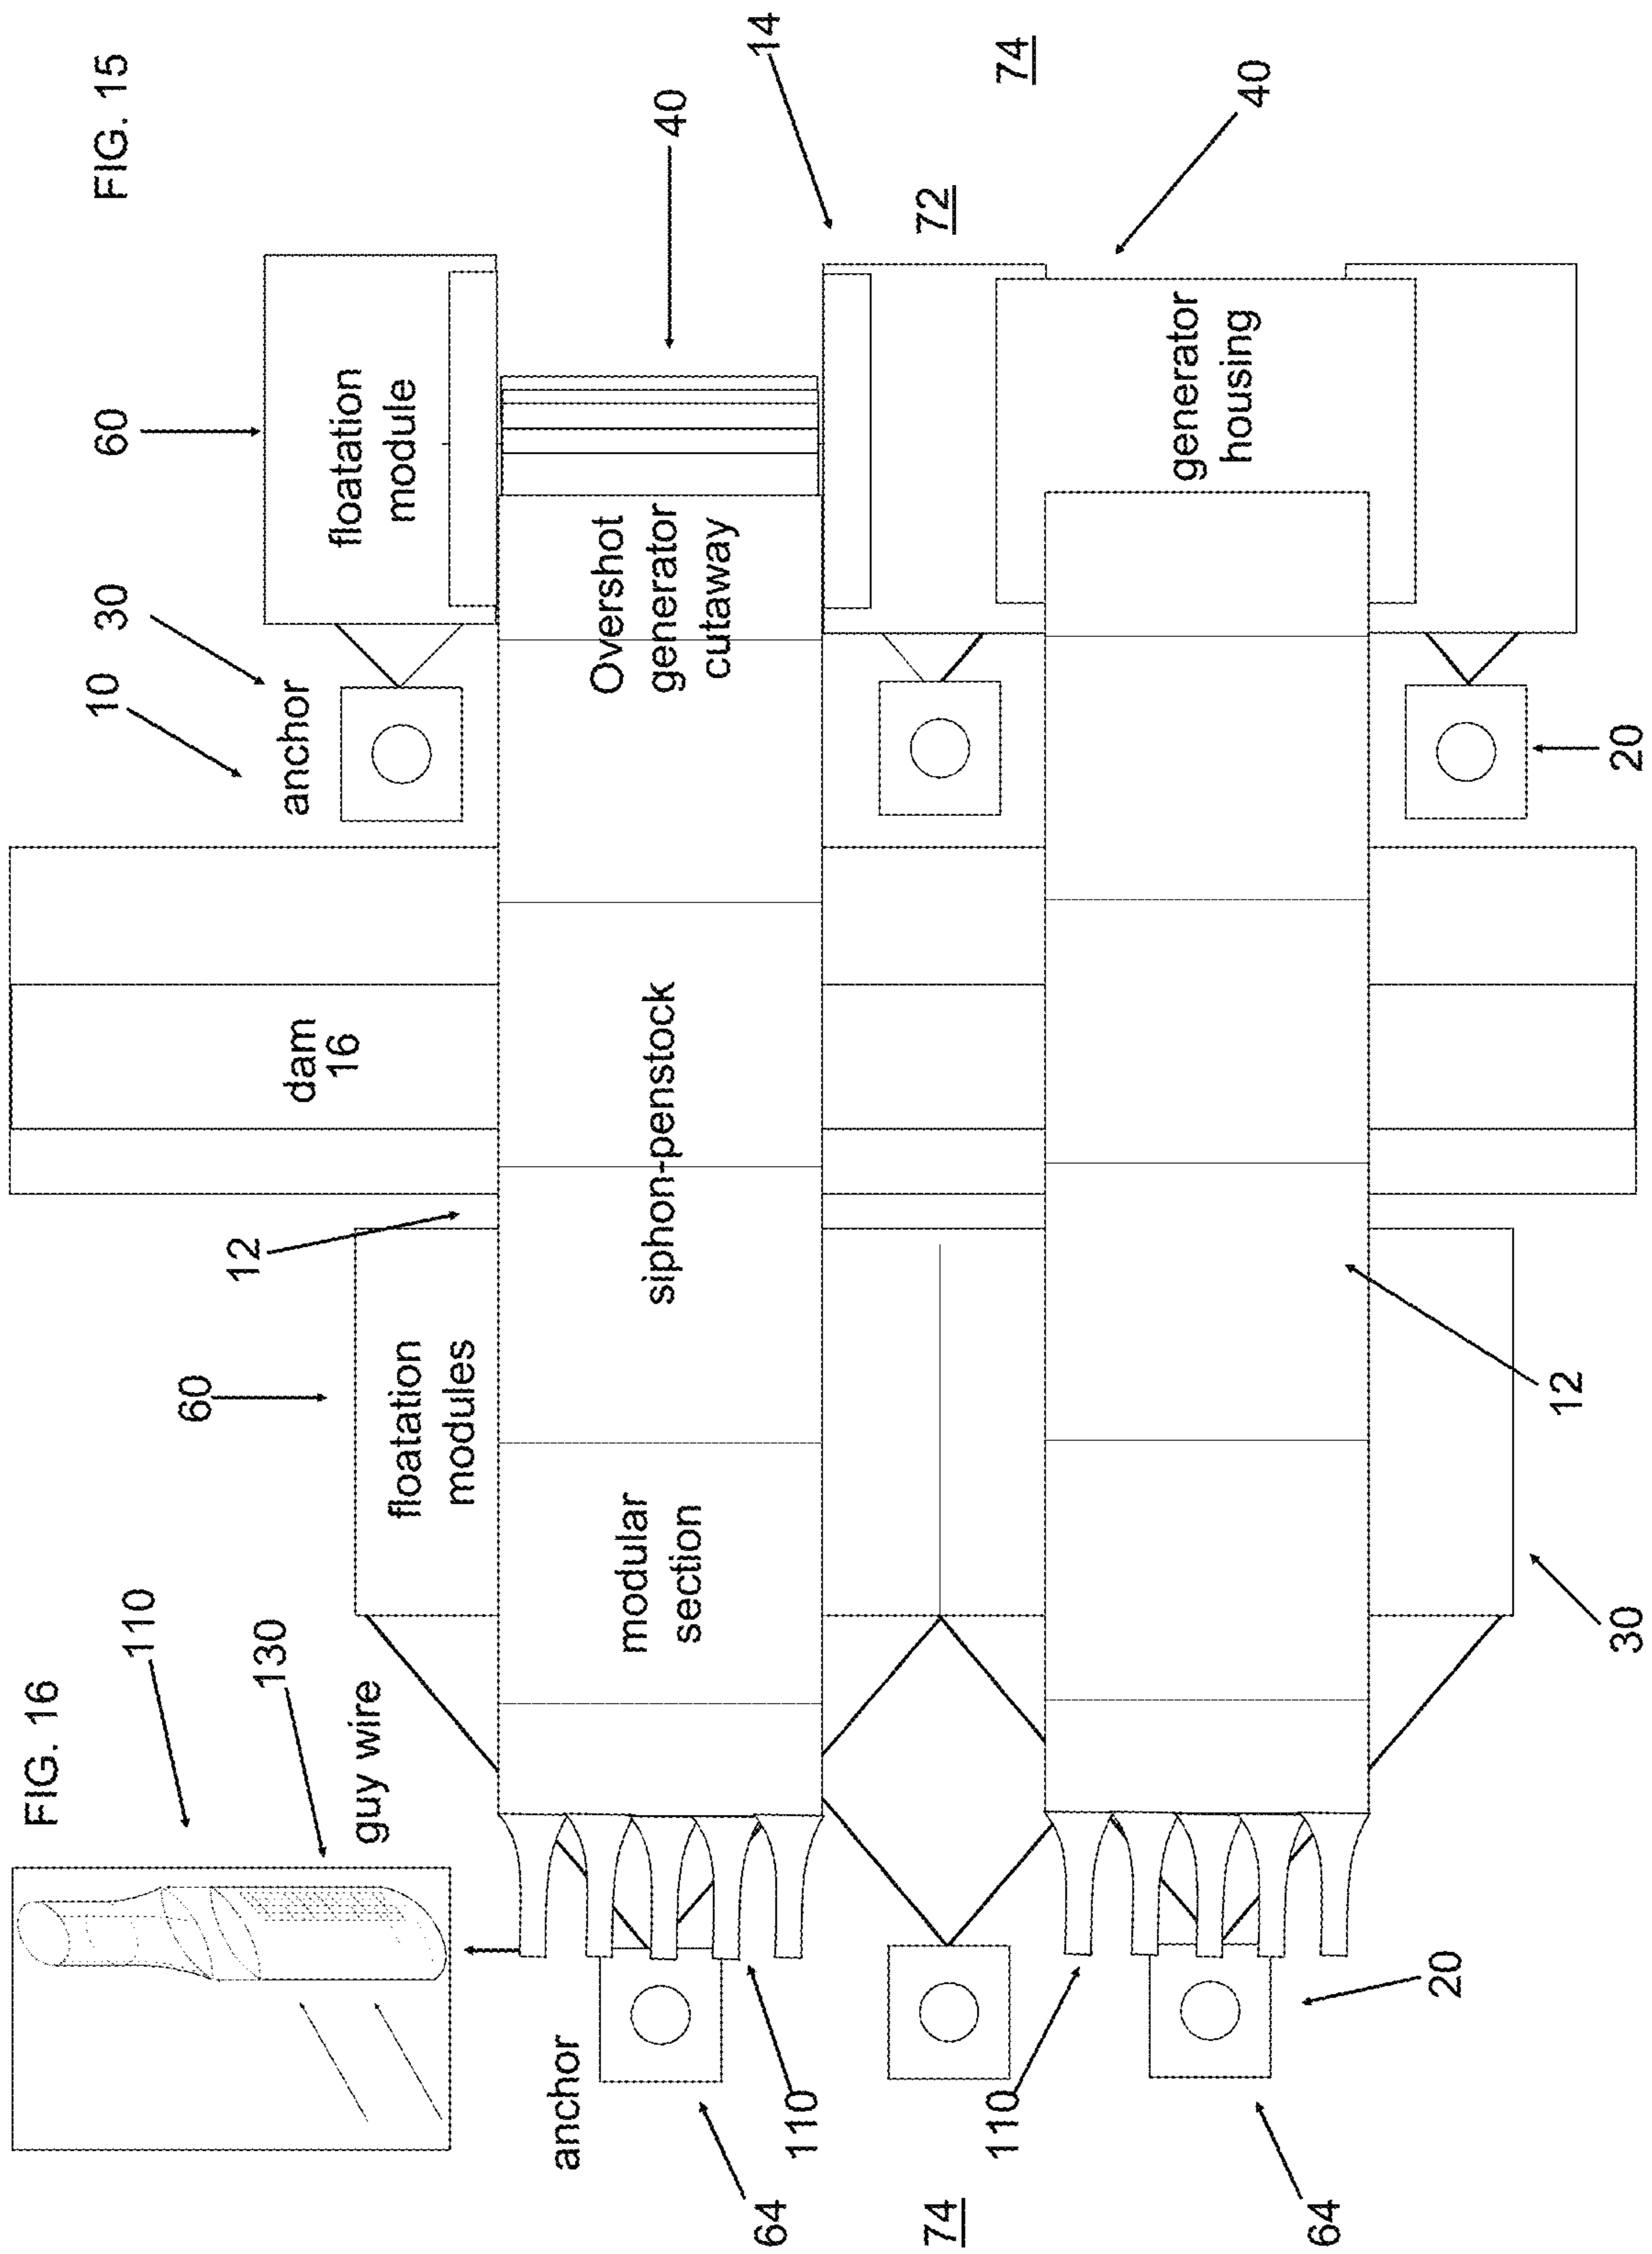 FIG. 15
FIG. 16
110
130
guy wire
anchor
64
110
74
110
64
20
30
12
60
floatation
modules
modular
section
12
siphon-penstock
dam
16
10
30
anchor
60
floatation
module
Overshot
generator
cutaway
40
14
72
74
40
generator
housing
20